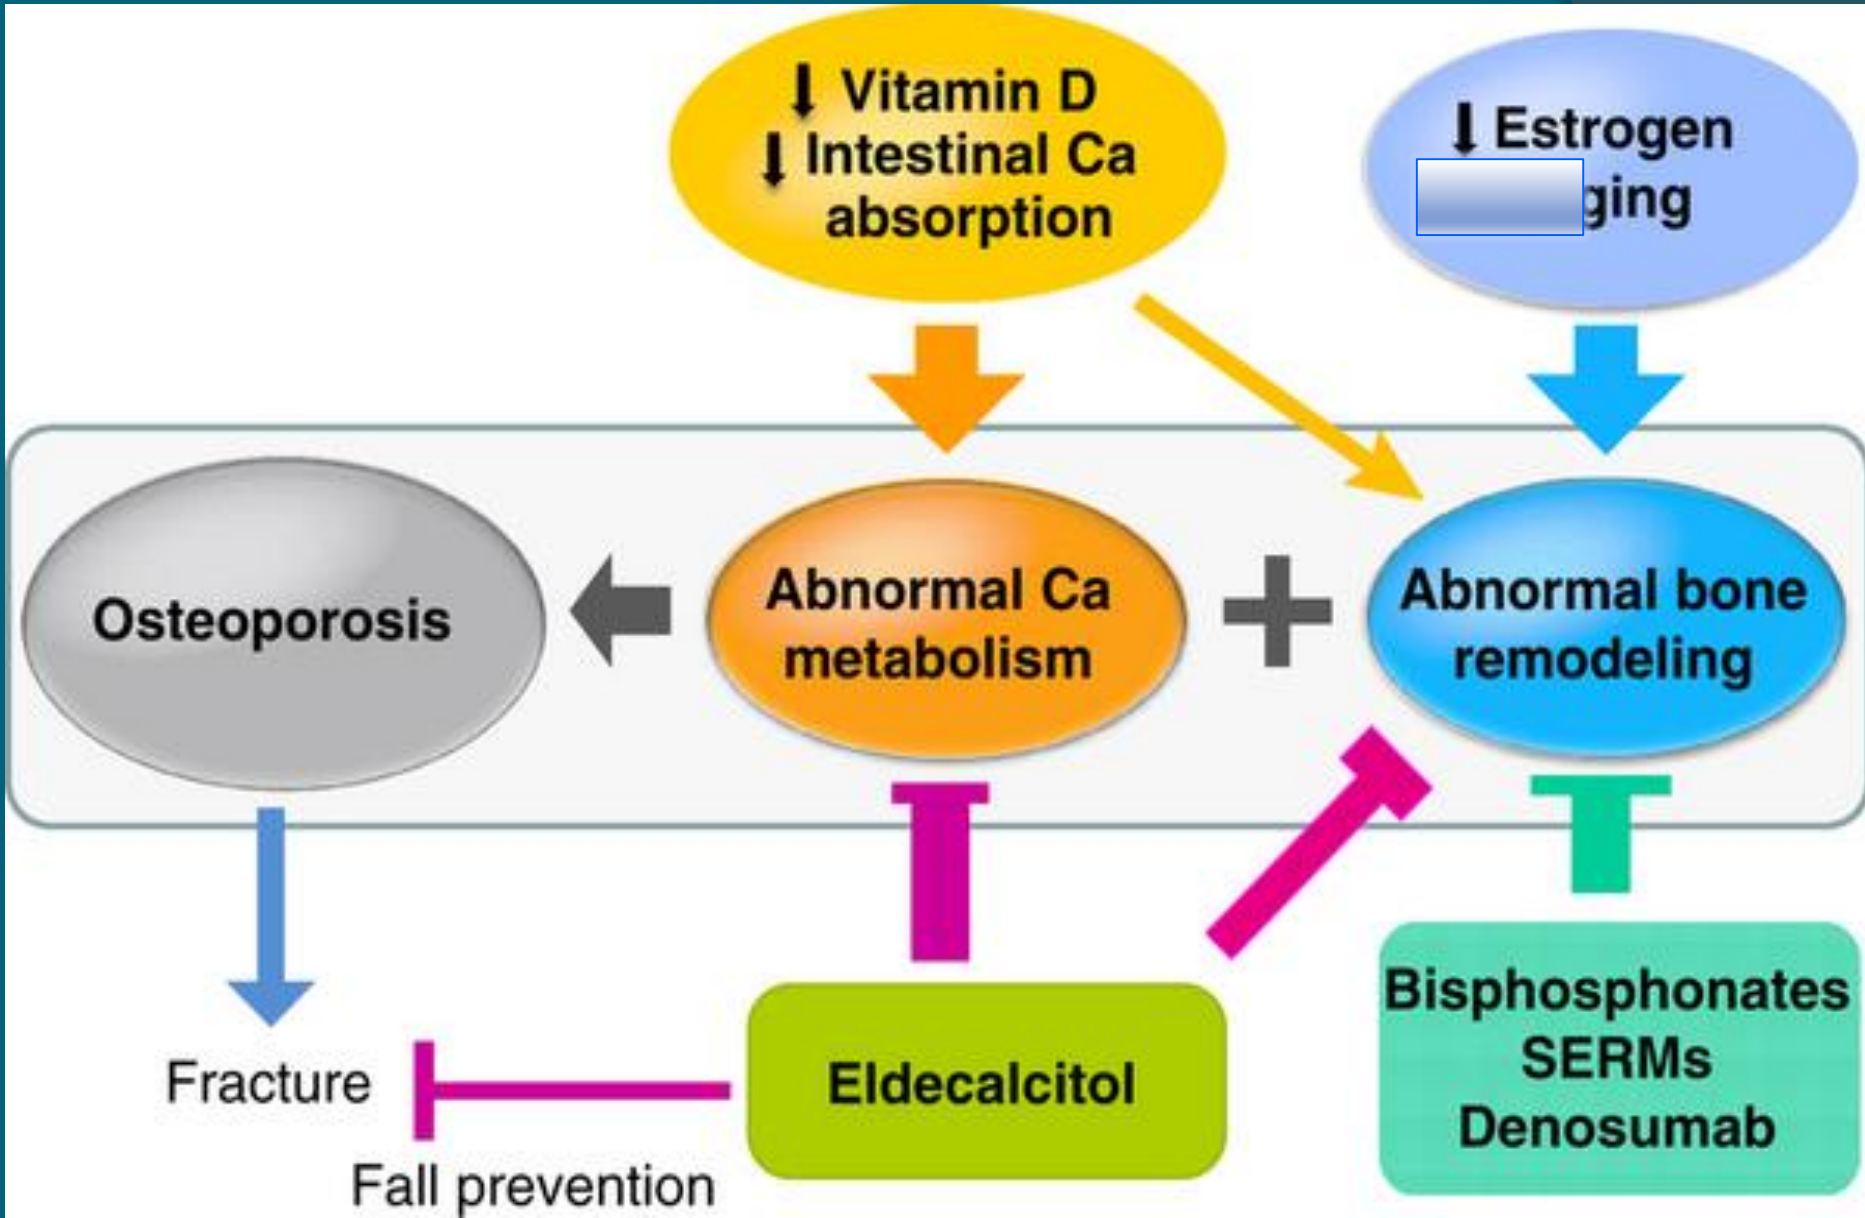 ↓ Vitamin D
↓ Intestinal Ca
absorption
↓ Estrogen
ging
Osteoporosis
Abnormal Ca
metabolism
+
Abnormal bone
remodeling
Fracture
Fall prevention
Eldecalcitol
Bisphosphonates
SERMs
Denosumab